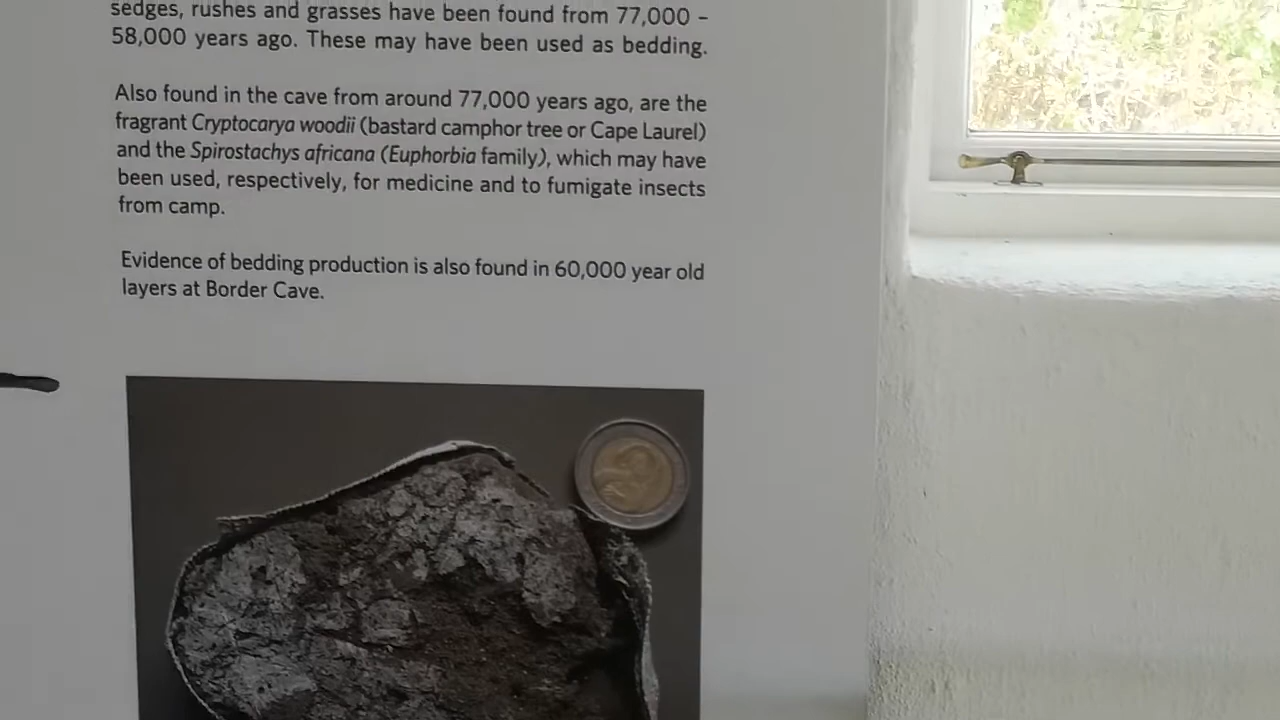 sedges, rushes and grasses have been found from 77,000 –
58,000 years ago. These may have been used as bedding.
Also found in the cave from around 77,000 years ago, are the
fragrant Cryptocarya woodii (bastard camphor tree or Cape Laurel)
and the Spirostachys africana (Euphorbia family), which may have
been used, respectively, for medicine and to fumigate insects
from camp.
Evidence of bedding production is also found in 60,000 year old
layers at Border Cave.